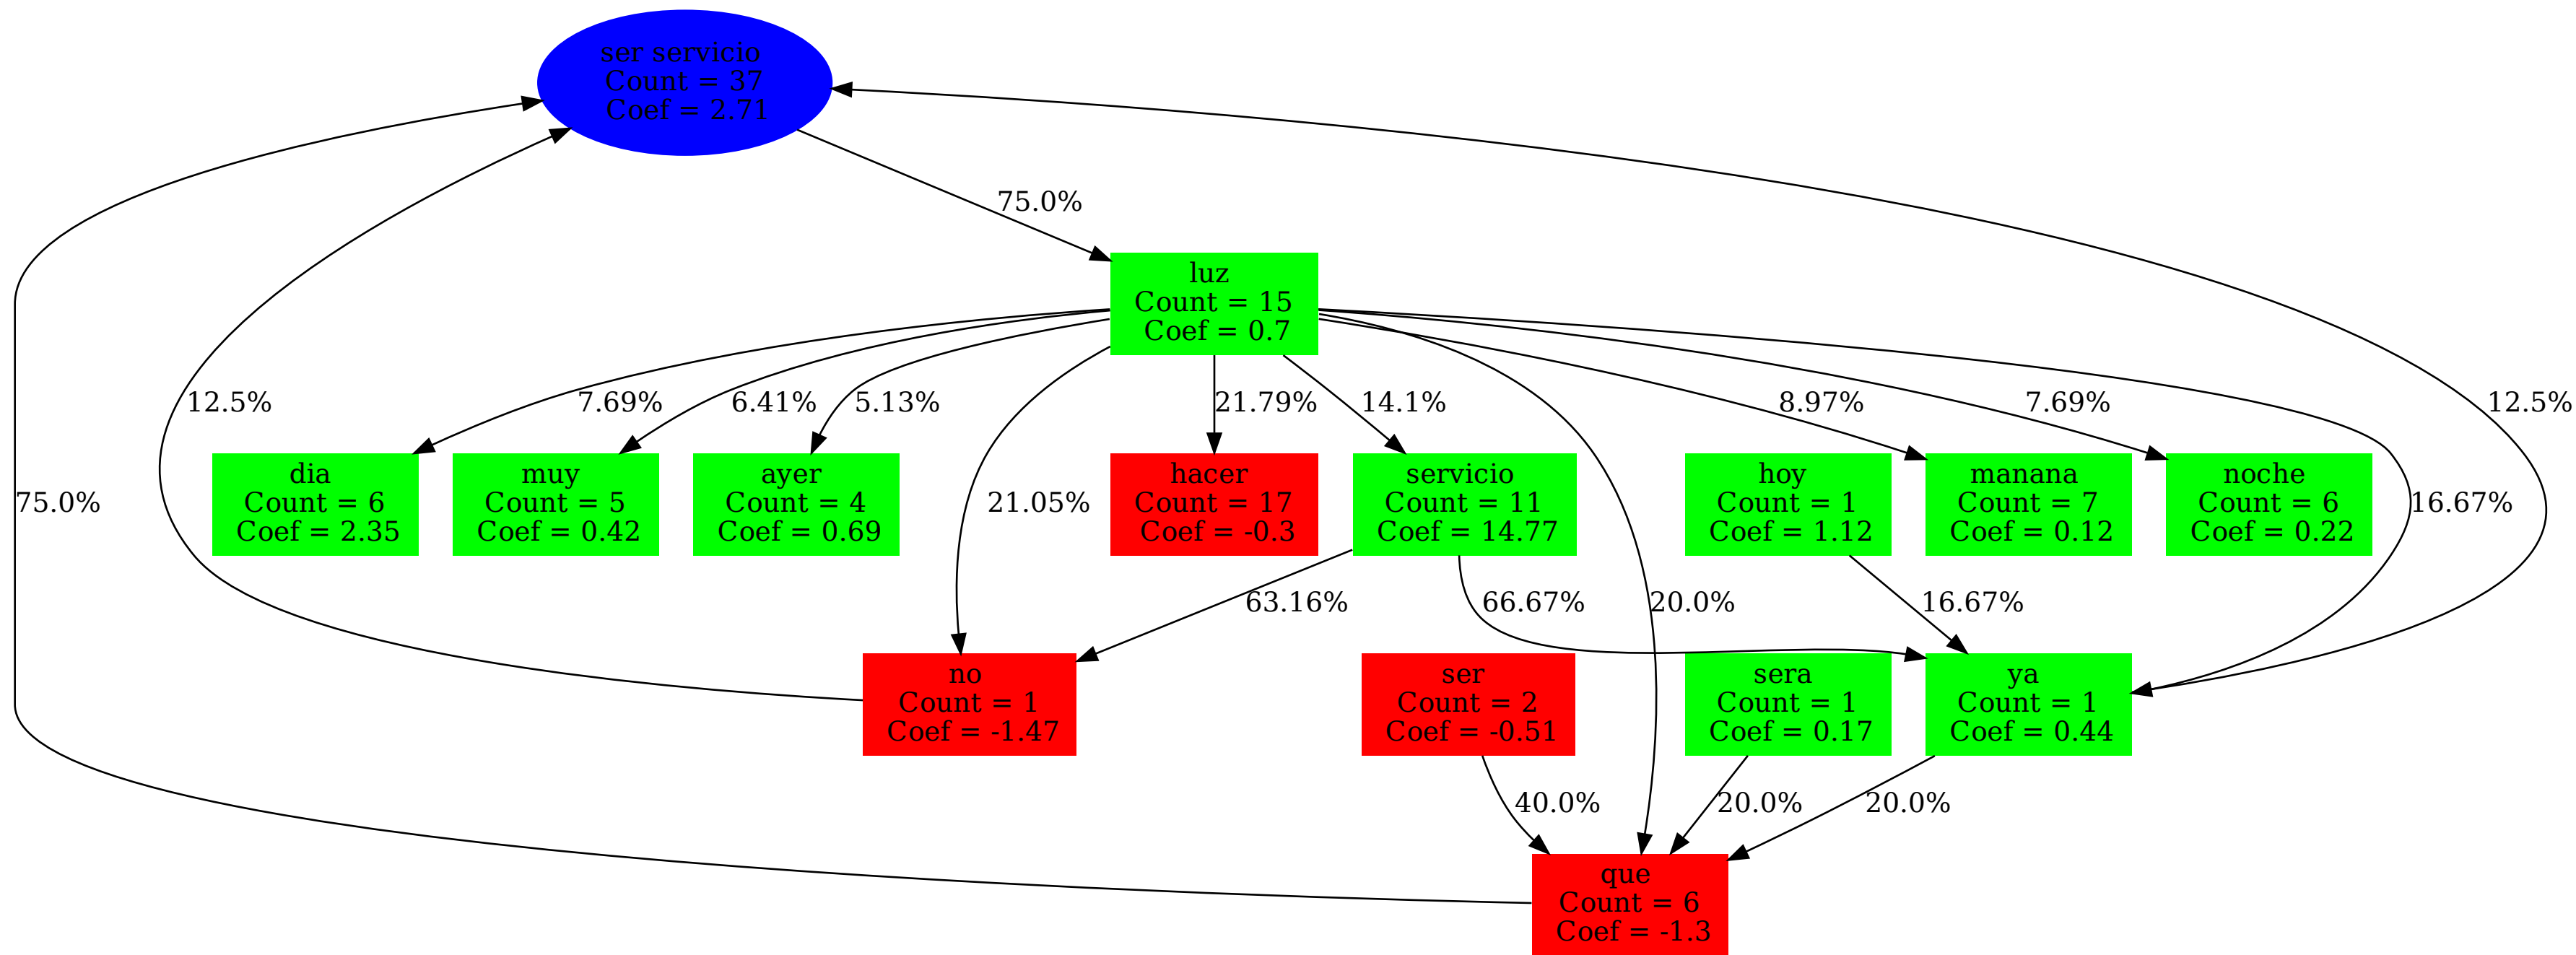 ser servicio
Count = 37
Coef = 2.71
75.0%
luz
Count = 15
Coef = 0.7
12.5%
7.69%
6.41%
5.13%
21.79%
14.1%
8.97%
7.69%
12.5%
dia
Count = 6
Coef = 2.35
muy
Count = 5
Coef = 0.42
ayer
Count = 4
Coef = 0.69
hacer
Count = 17
Coef = -0.3
servicio
Count = 11
Coef = 14.77
hoy
Count = 1
Coef = 1.12
manana
Count = 7
Coef = 0.12
noche
Count = 6
Coef = 0.22
75.0%
21.05%
16.67%
63.16%
66.67%
20.0%
16.67%
no
Count = 1
Coef = -1.47
ser
Count = 2
Coef = -0.51
sera
Count = 1
Coef = 0.17
ya
Count = 1
Coef = 0.44
40.0%
20.0%
20.0%
que
Count = 6
Coef = -1.3